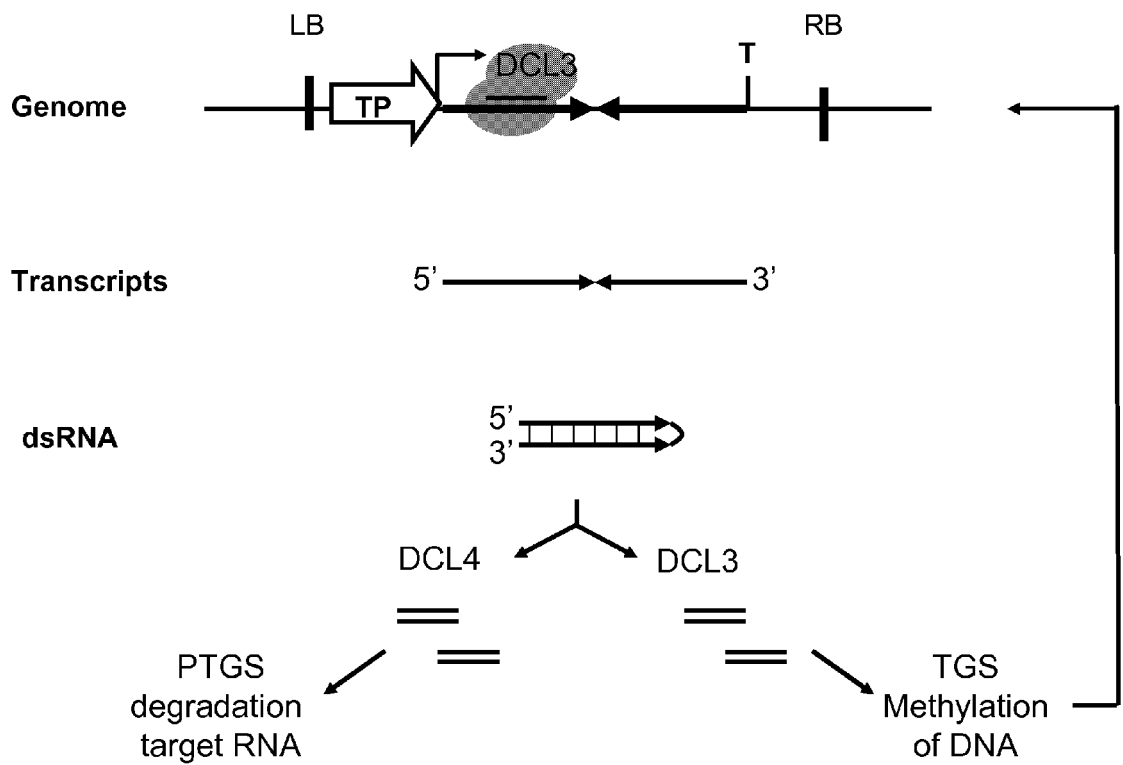 LB
RB
T
DCL3
TP
Genome
Transcripts
5’
3’
dsRNA
5’
3’
DCL4
DCL3
PTGS
degradation
target RNA
TGS
Methylation
of DNA